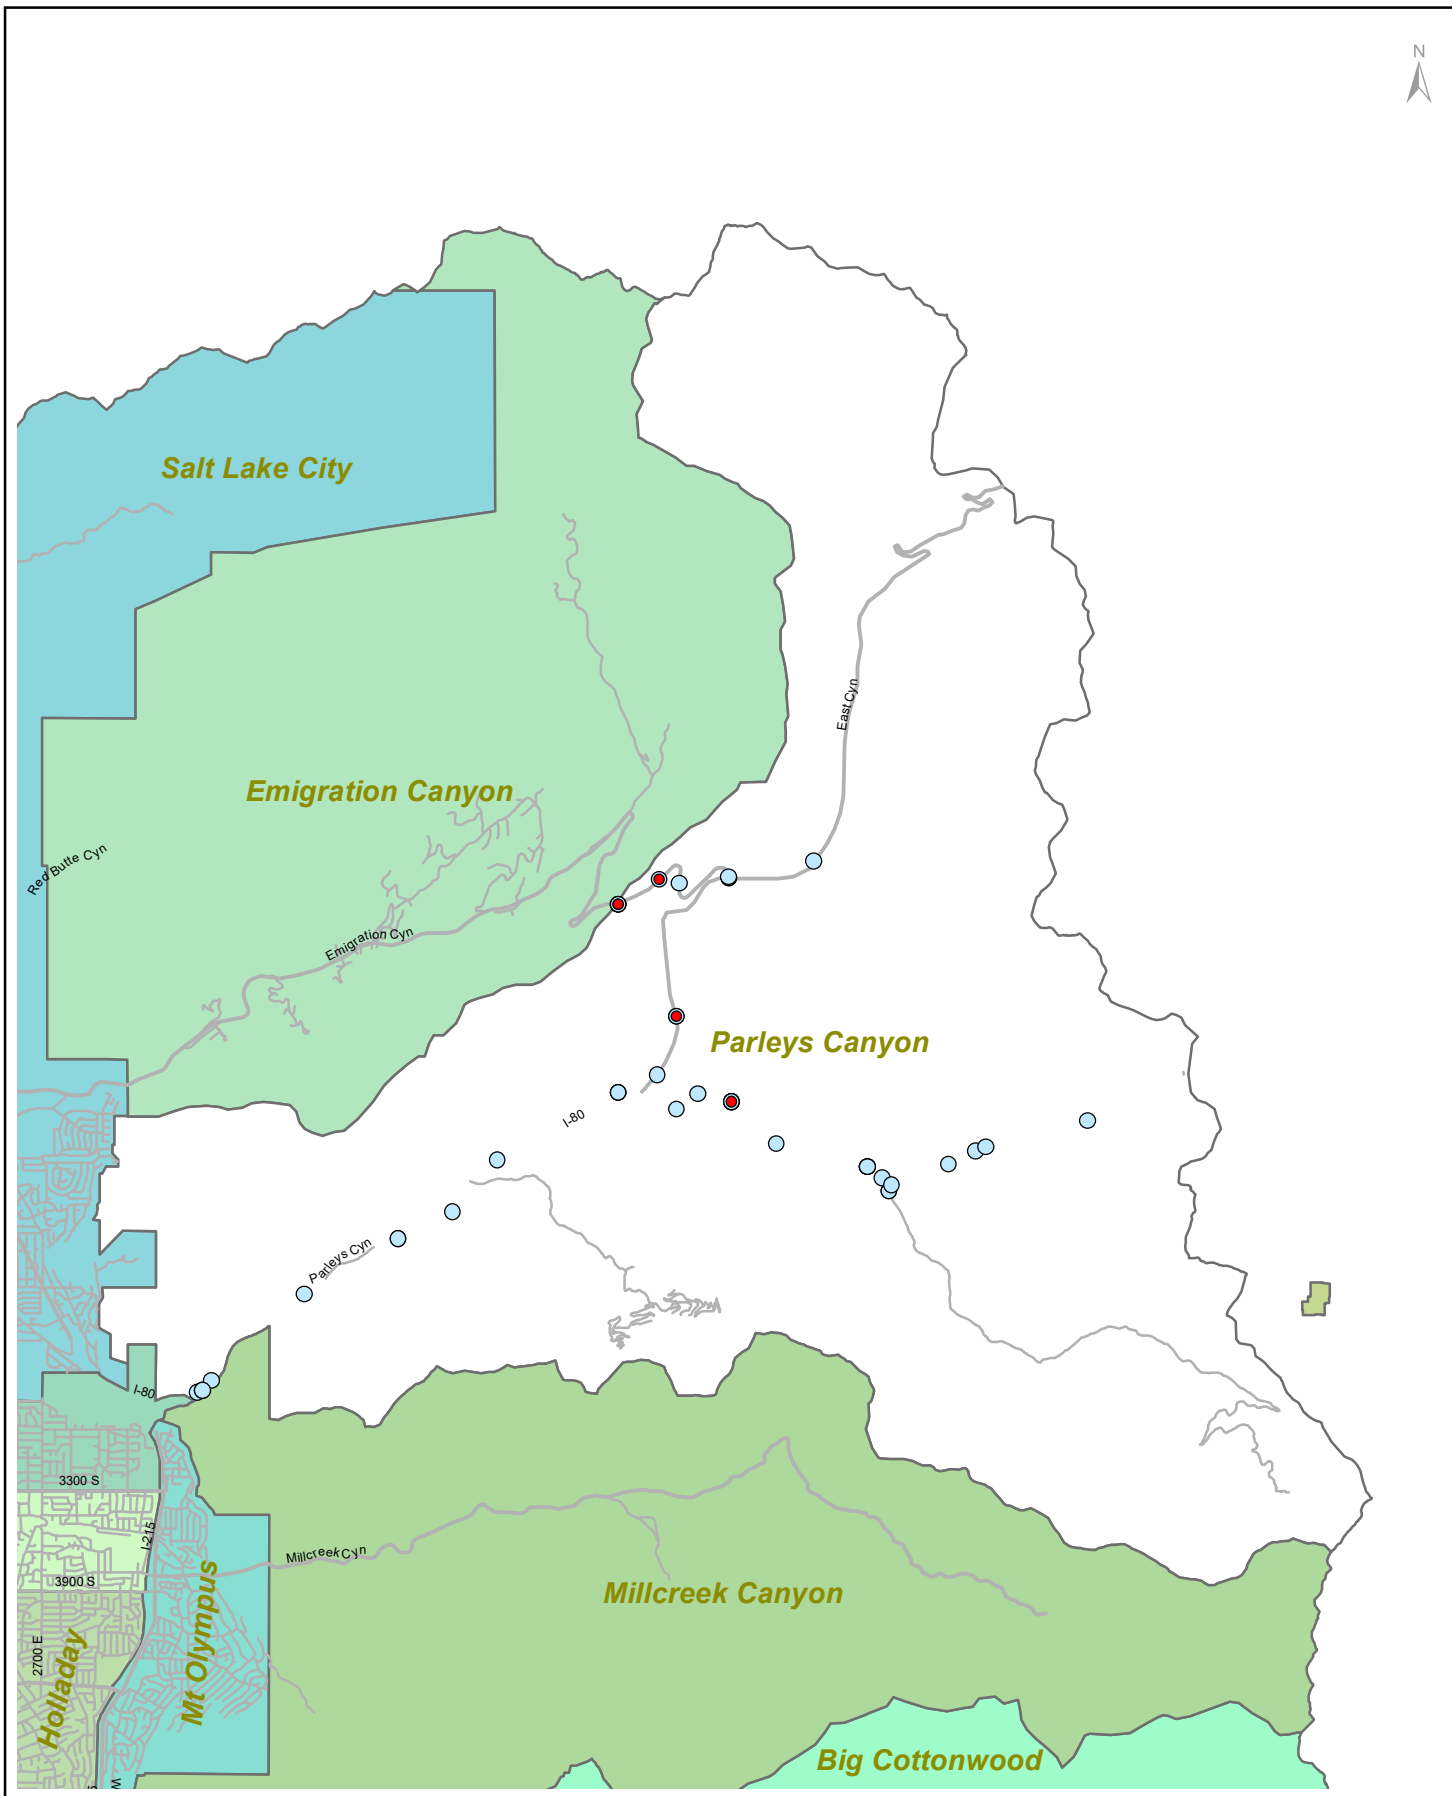 N
Salt Lake City
East Cyn
Emigration Canyon
Red Butte Cyn
Emigration Cyn
Parleys Canyon
I-80
Parleys Cyn
I-80
3300 S
I-215
Millcreek Cyn
3900 S
Millcreek Canyon
Mt Olympus
2700 E
Holladay
Big Cottonwood